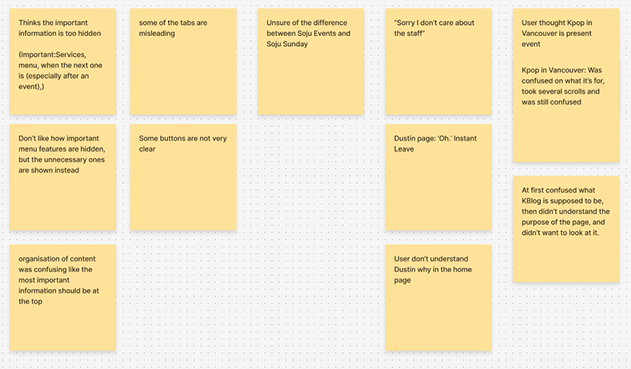 Thinks the important
information is too hidden
(Important:Services,
menu, when the next one
is (especially after an
event),)
some of the tabs are
misleading
Unsure of the difference
between Soju Events and
Soju Sunday
“Sorry I don’t care about
the staff”
User thought Kpop in
Vancouver is present
event
Kpop in Vancouver: Was
confused on what it’s for,
took several scrolls and
was still confused
Don’t like how important
menu features are hidden,
but the unnecessary ones
are shown instead
Some buttons are not very
clear
Dustin page: ‘Oh.’ Instant
Leave
At first confused what
KBlog is supposed to be,
then didn’t understand the
purpose of the page, and
didn’t want to look at it.
organisation of content
was confusing like the
most important
information should be at
the top
User don’t understand
Dustin why in the home
page